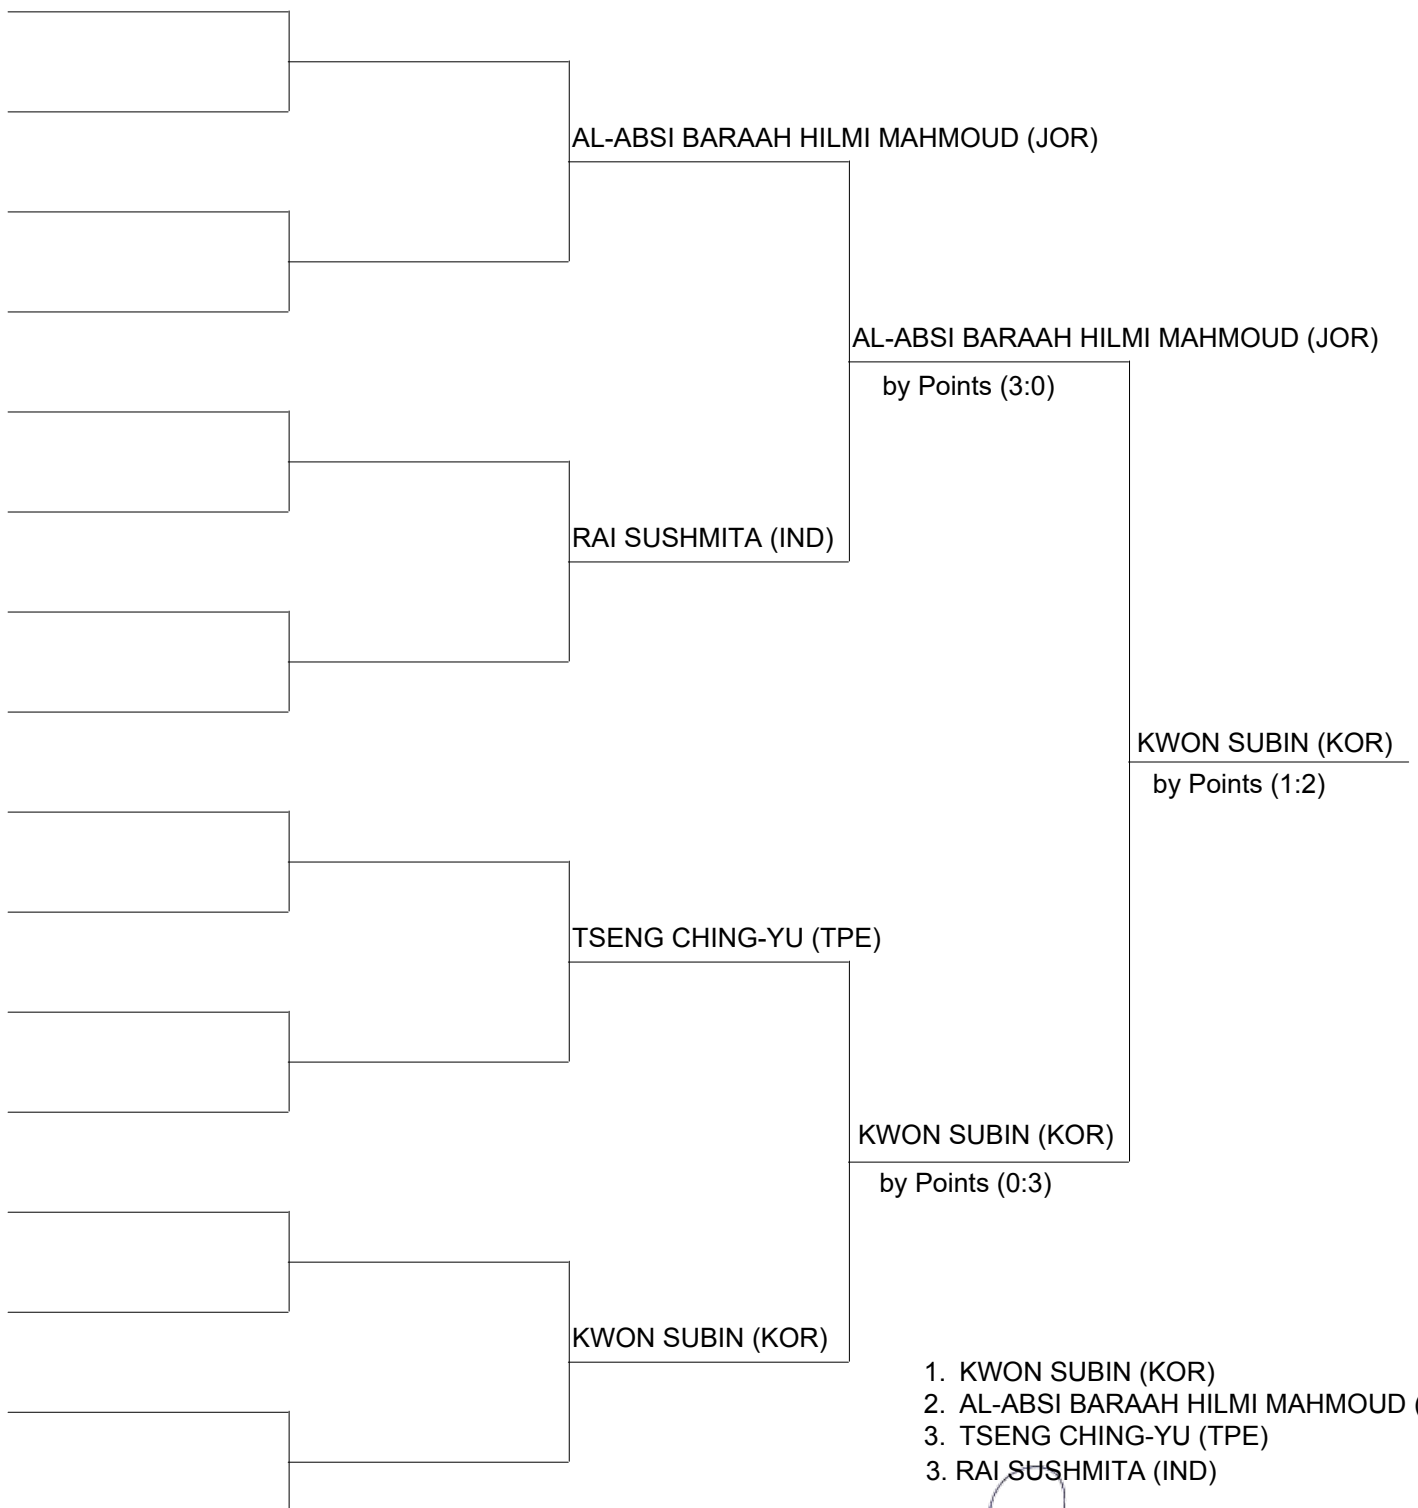 AL-ABSI BARAAH HILMI MAHMOUD (JOR)
AL-ABSI BARAAH HILMI MAHMOUD (JOR)
by Points (3:0)
RAI SUSHMITA (IND)
KWON SUBIN (KOR)
by Points (1:2)
TSENG CHING-YU (TPE)
KWON SUBIN (KOR)
by Points (0:3)
KWON SUBIN (KOR)
1. KWON SUBIN (KOR)
2. AL-ABSI BARAAH HILMI MAHMOUD (
3. TSENG CHING-YU (TPE)
3. RAI SUSHMITA (IND)